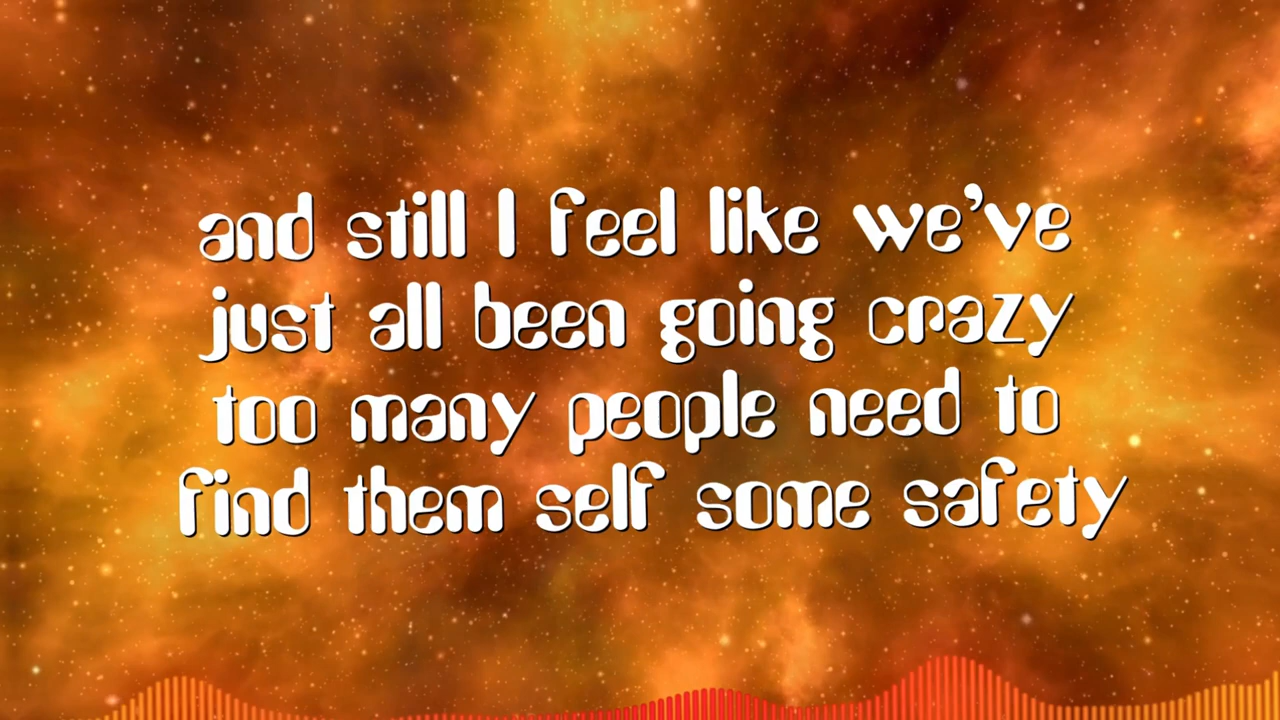 and still I feel like we've
just all been going crazy
too many people need to
find them self some safety